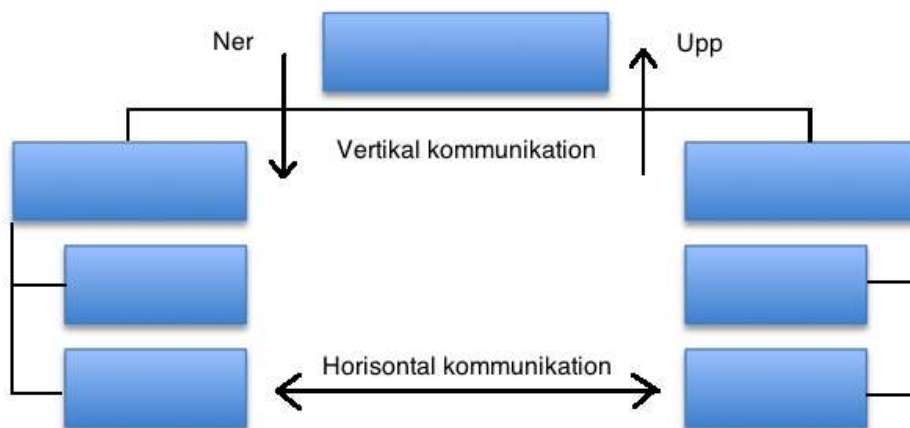 Ner
Upp
Vertikal kommunikation
Horisontal kommunikation